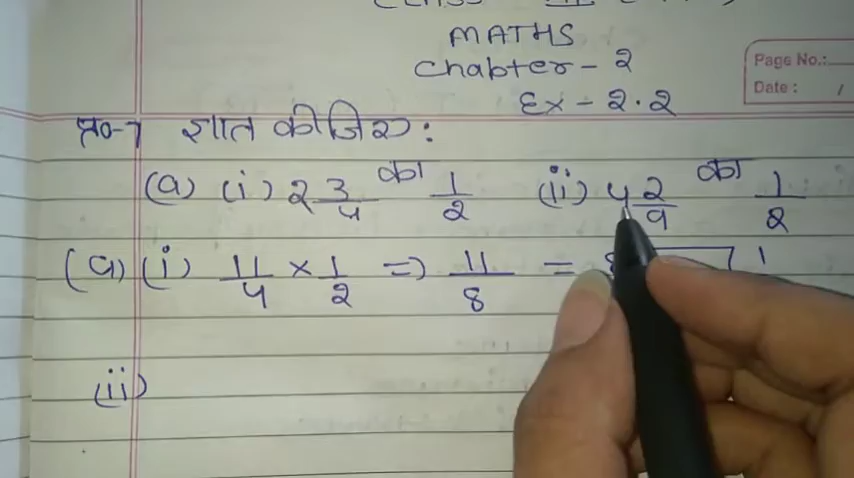 MATHS
Chabter - 2
Ex - 2.2
Page No.:
Date : /
प्र०-7 ज्ञात कीजिए :
(a) (i) 2 3/4 का 1/2 (ii) 4 2/9 का 1/2
(a) (i) 11/4 × 1/2 => 11/8 =
(ii)